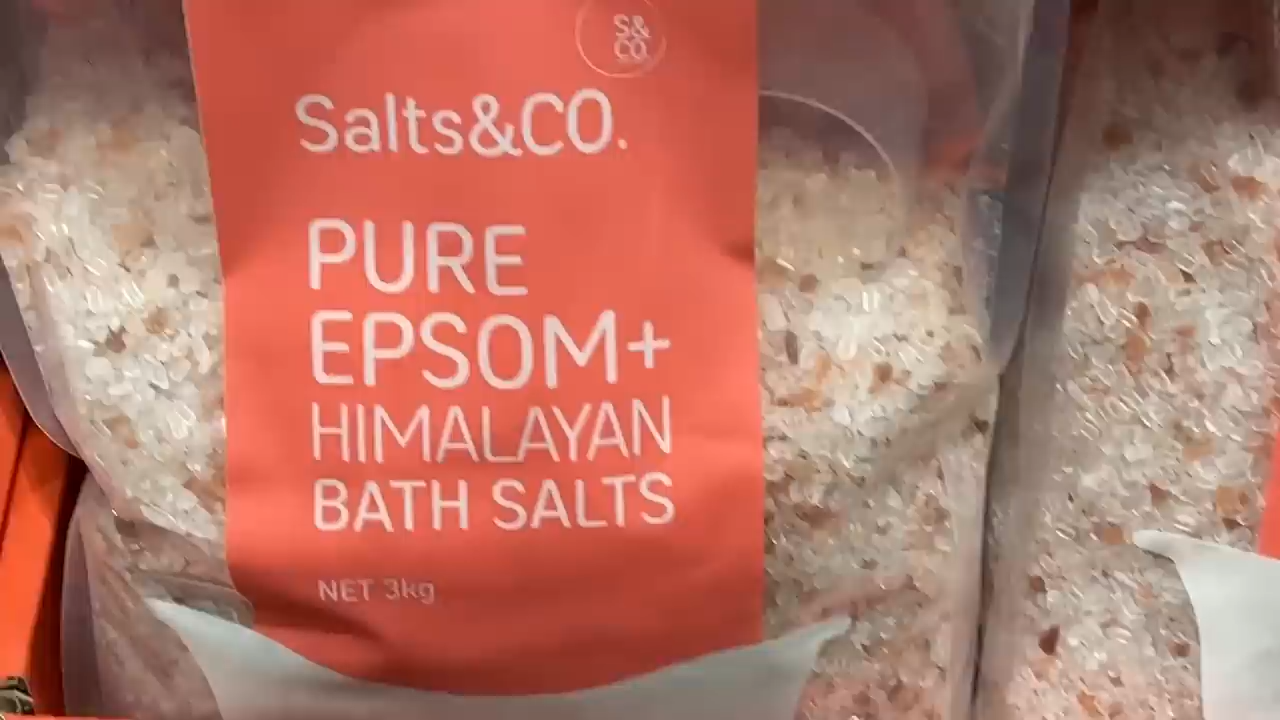 S&
CO.
Salts&CO.
PURE
EPSOM+
HIMALAYAN
BATH SALTS
NET 3kg